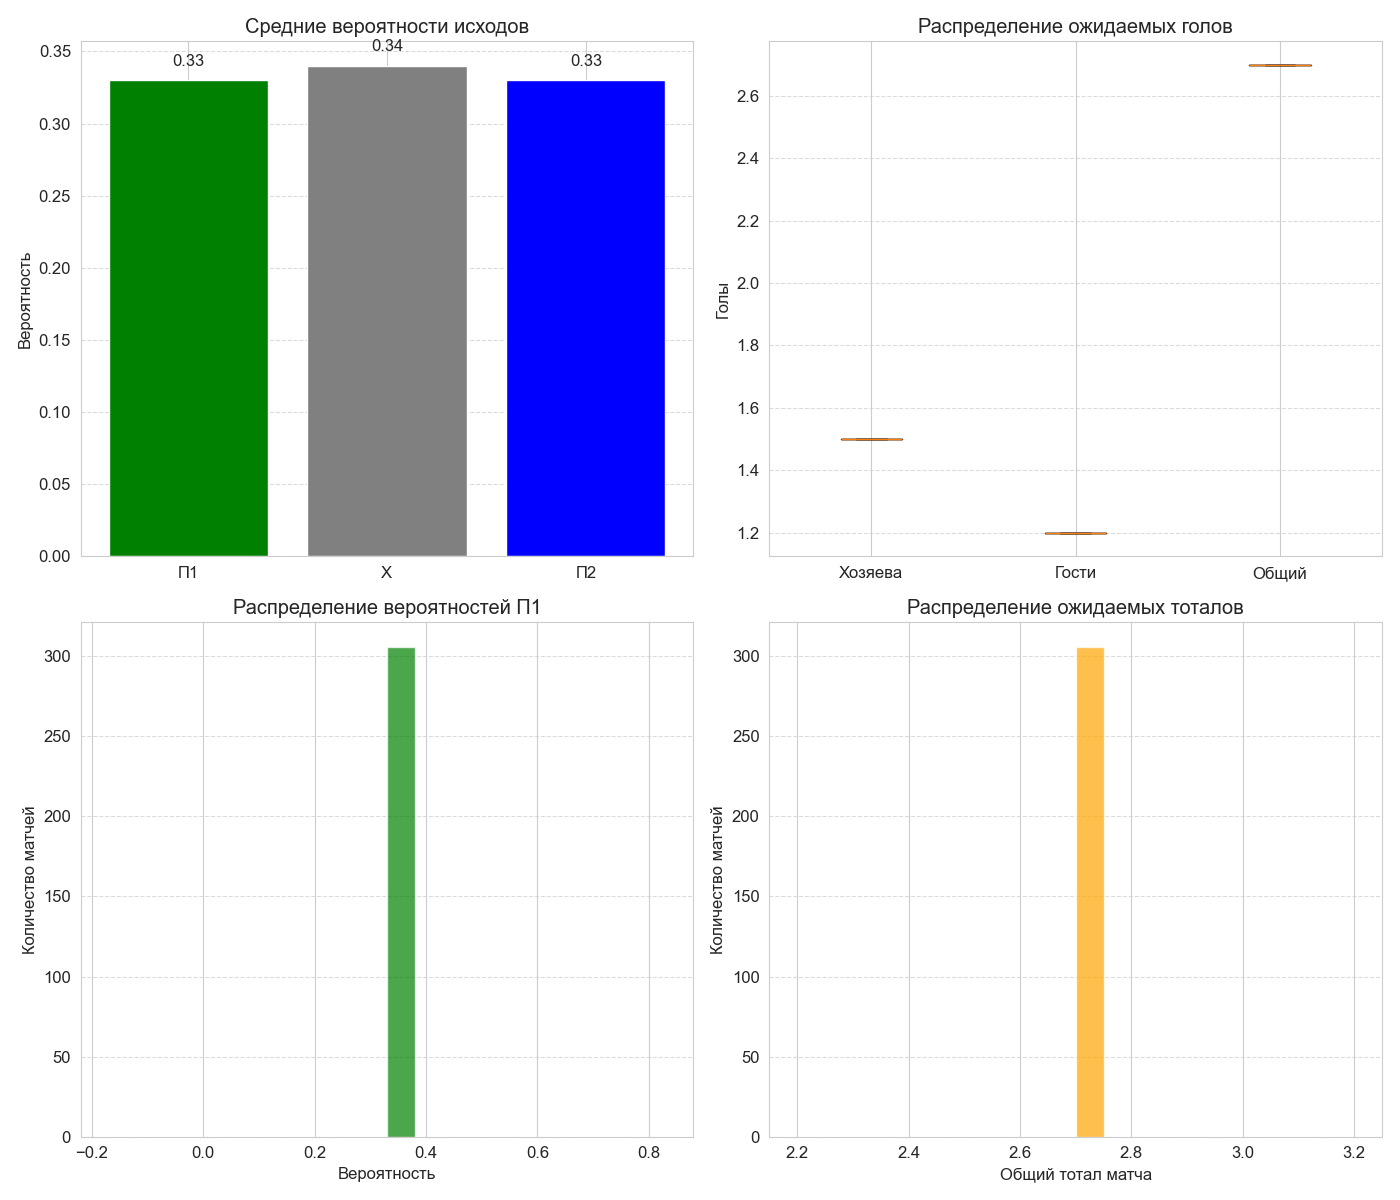 Средние вероятности исходов
0.33
0.34
0.33
Вероятность
0.35
0.30
0.25
0.20
0.15
0.10
0.05
0.00
П1
X
П2
Распределение ожидаемых голов
Голы
2.6
2.4
2.2
2.0
1.8
1.6
1.4
1.2
Хозяева
Гости
Общий
Распределение вероятностей П1
Количество матчей
300
250
200
150
100
50
0
−0.2
0.0
0.2
0.4
0.6
0.8
Вероятность
Распределение ожидаемых тоталов
Количество матчей
300
250
200
150
100
50
0
2.2
2.4
2.6
2.8
3.0
3.2
Общий тотал матча